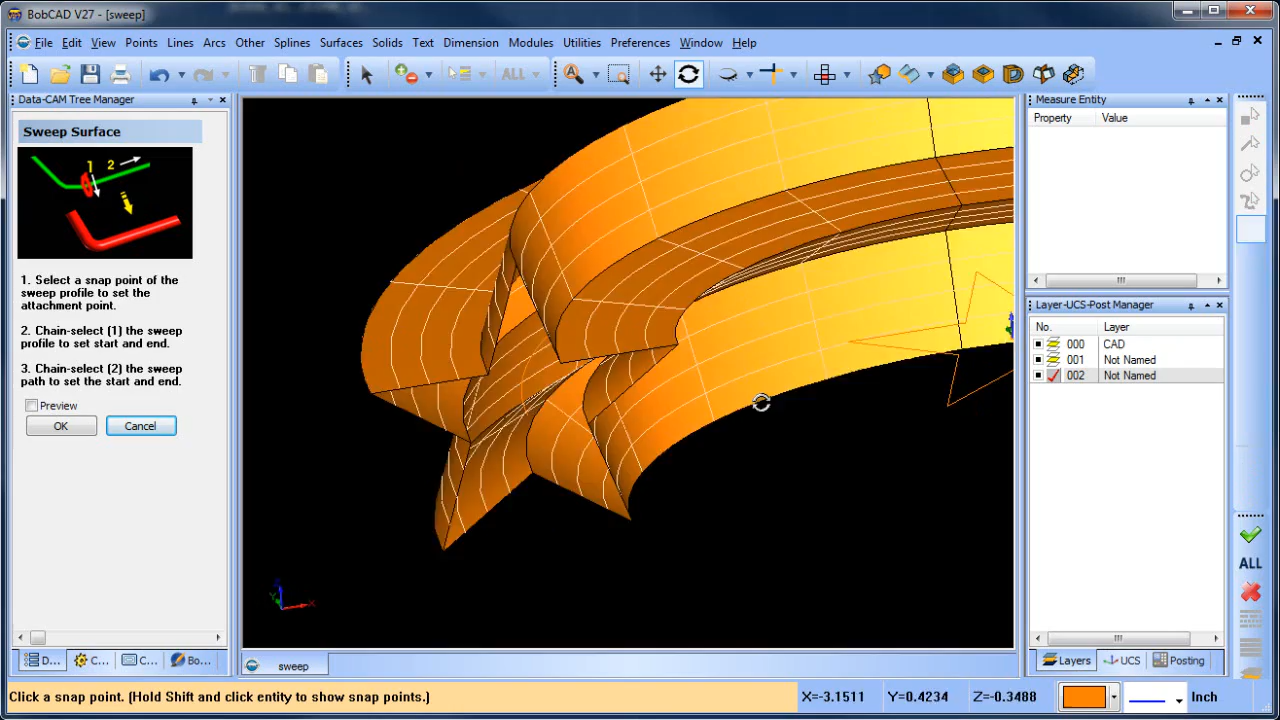 BobCAD V27 - [sweep]
File Edit View Points Lines Arcs Other Splines Surfaces Solids Text Dimension Modules Utilities Preferences Window Help
ALL
Data-CAM Tree Manager
Sweep Surface
1 2
1. Select a snap point of the
sweep profile to set the
attachment point.
2. Chain-select (1) the sweep
profile to set start and end.
3. Chain-select (2) the sweep
path to set the start and end.
Preview
OK Cancel
D... C... C... Bo...
X
Y
sweep
Measure Entity
Property Value
Layer-UCS-Post Manager
No. Layer
000 CAD
001 Not Named
002 Not Named
Layers UCS Posting
ALL
Click a snap point. (Hold Shift and click entity to show snap points.)
X=-3.1511 Y=0.4234 Z=-0.3488 Inch